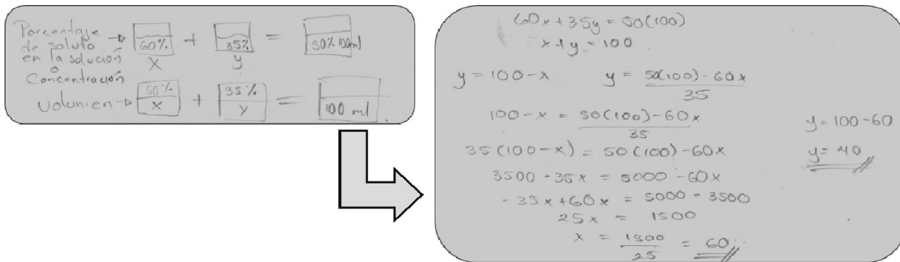 Porcentaje de soluto en la solución o Concentración
60% + 35% = 50% 100ml
x y
Volumen → 60% x + 35% y = 100 ml
60x + 35y = 50(100)
x + y = 100
y = 100 - x y = 50(100) - 60x / 35
100 - x = 50(100) - 60x / 35
35(100 - x) = 50(100) - 60x
3500 - 35x = 5000 - 60x
- 35x + 60x = 5000 - 3500
25x = 1500
x = 1500 / 25 = 60
y = 100 - 60
y = 40